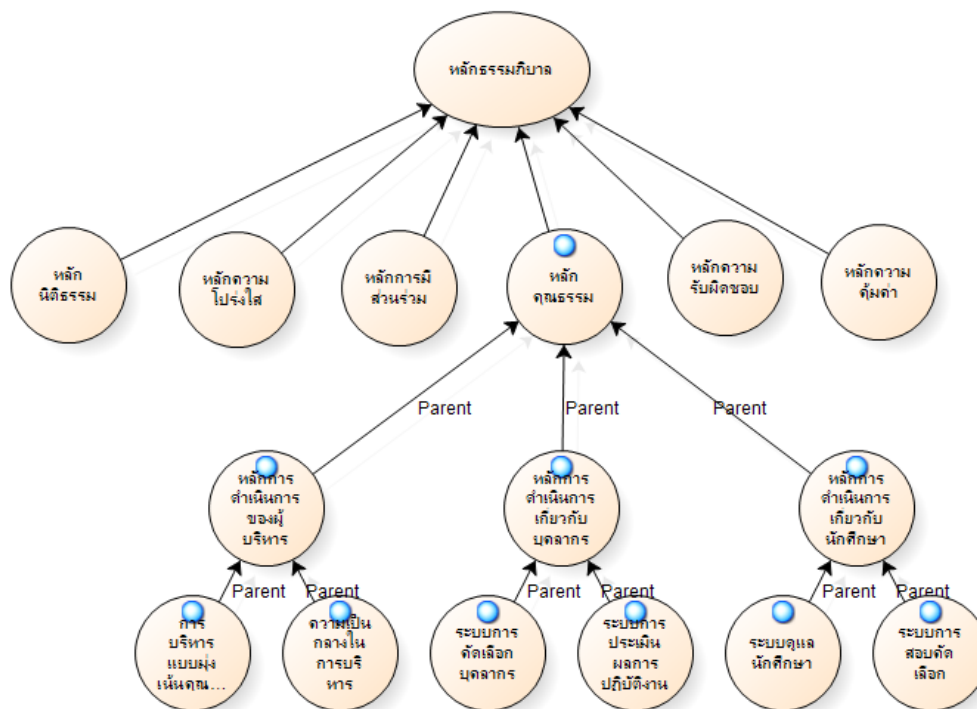 หลักธรรมภิบาล
หลัก
นิติธรรม
หลักความ
โปร่งใส
หลักการมี
ส่วนร่วม
หลัก
คุณธรรม
หลักความ
รับผิดชอบ
หลักความ
คุ้มค่า
Parent
Parent
Parent
หลักการ
ดำเนินการ
ของผู้
บริหาร
หลักการ
ดำเนินการ
เกี่ยวกับ
บุคลากร
หลักการ
ดำเนินการ
เกี่ยวกับ
นักศึกษา
Parent
Parent
Parent
Parent
Parent
Parent
การ
บริหาร
แบบมุ่ง
เน้นคุณ...
ความเป็น
กลางใน
การบริ
หาร
ระบบการ
คัดเลือก
บุคลากร
ระบบการ
ประเมิน
ผลการ
ปฏิบัติงาน
ระบบดูแล
นักศึกษา
ระบบการ
สอบคัด
เลือก